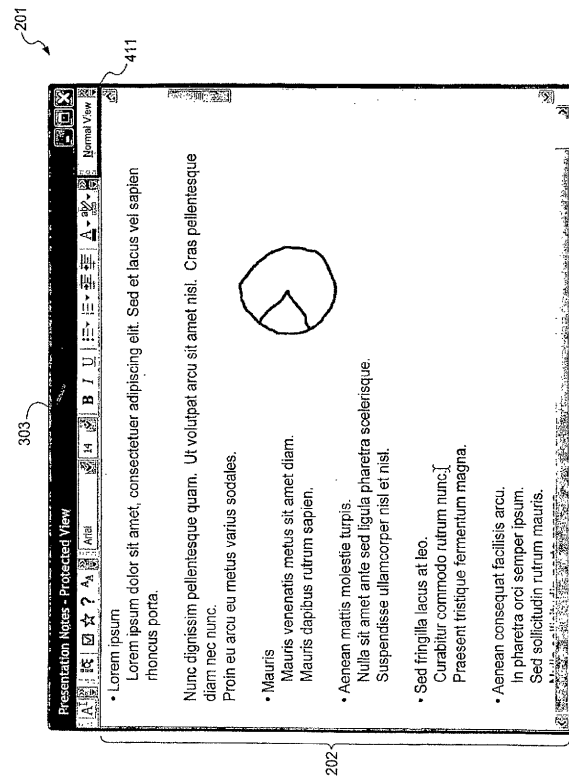 201
303
Presentation Notes - Protected View
Arial 14 B I U A ab
Normal View
411
• Lorem ipsum
Lorem ipsum dolor sit amet, consectetuer adipiscing elit. Sed et lacus vel sapien
rhoncus porta.
Nunc dignissim pellentesque quam. Ut volutpat arcu sit amet nisl. Cras pellentesque
diam nec nunc.
Proin eu arcu eu metus varius sodales.
• Mauris
Mauris venenatis metus sit amet diam.
Mauris dapibus rutrum sapien.
• Aenean mattis molestie turpis.
Nulla sit amet ante sed ligula pharetra scelerisque.
Suspendisse ullamcorper nisl et nisl.
• Sed fringilla lacus at leo.
Curabitur commodo rutrum nunc.
Praesent tristique fermentum magna.
• Aenean consequat facilisis arcu.
In pharetra orci semper ipsum.
Sed sollicitudin rutrum mauris.
202